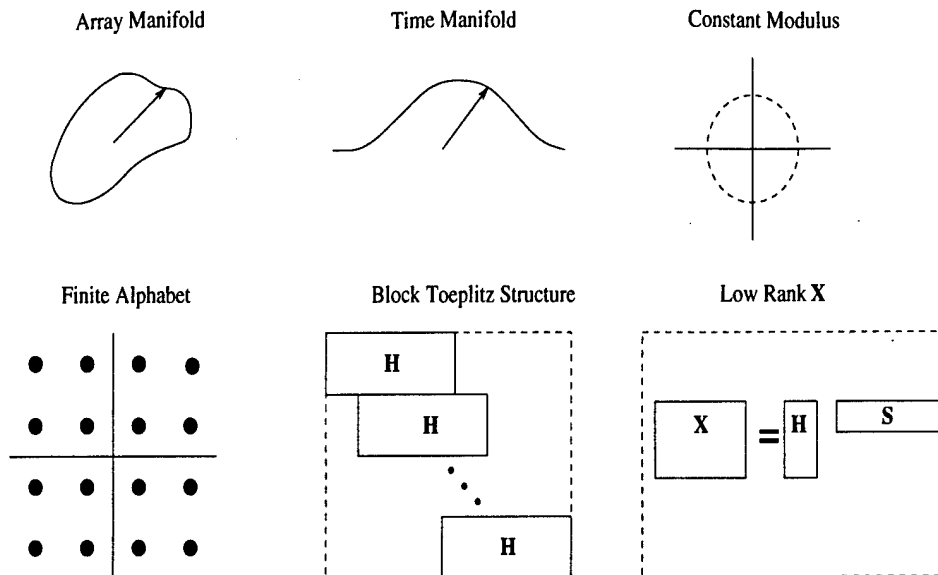 Array Manifold
Time Manifold
Constant Modulus
Finite Alphabet
Block Toeplitz Structure
Low Rank X
H
H
H
X = H S